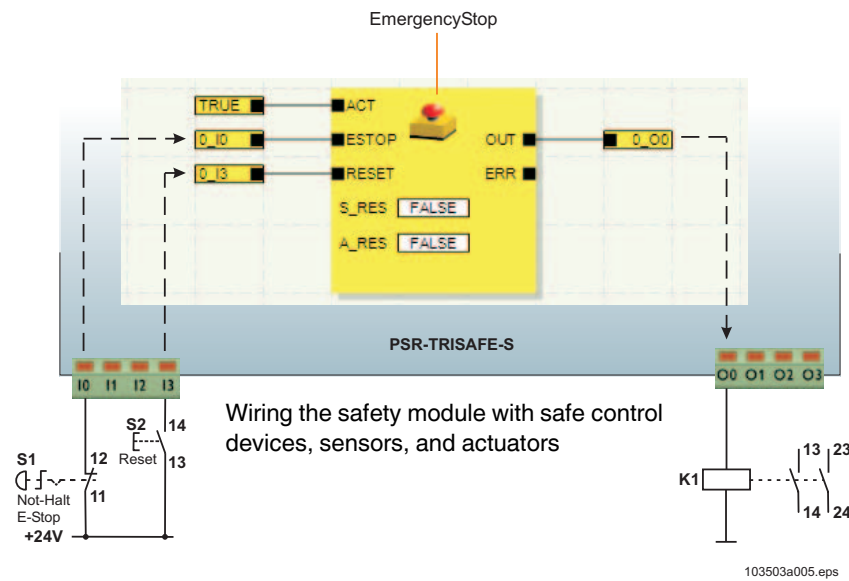 EmergencyStop
TRUE
ACT
0_I0
ESTOP
OUT
0_O0
0_I3
RESET
ERR
S_RES
FALSE
A_RES
FALSE
PSR-TRISAFE-S
I0 I1 I2 I3
O0 O1 O2 O3
Wiring the safety module with safe control
devices, sensors, and actuators
S2
14
Reset
13
S1
12
11
Not-Halt
E-Stop
+24V
K1
13 23
14 24
103503a005.eps